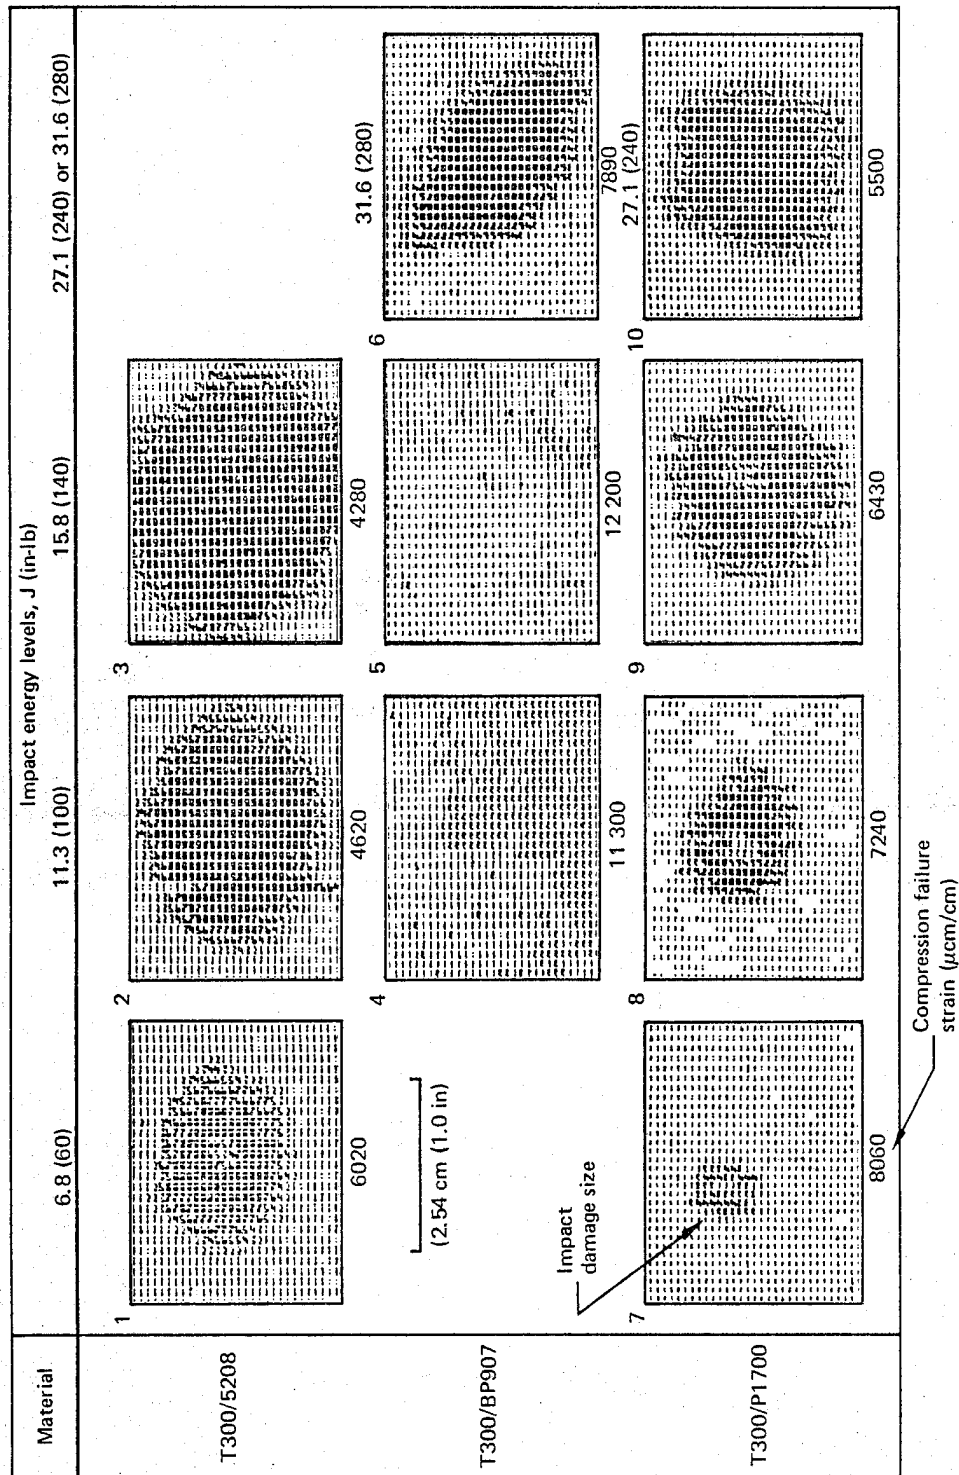 Material
Impact energy levels, J (in-lb)
6.8 (60)
11.3 (100)
15.8 (140)
27.1 (240) or 31.6 (280)
T300/5208
1
6020
2
4620
3
4280
(2.54 cm (1.0 in)
T300/BP907
4
11 300
5
12 200
31.6 (280)
6
7890
Impact
damage size
T300/P1700
7
8060
8
7240
9
6430
27.1 (240)
10
5500
Compression failure
strain (μcm/cm)